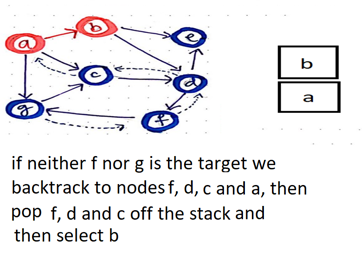 b
e
a
c
d
g
f
b
a
if neither f nor g is the target we
backtrack to nodes f, d, c and a, then
pop f, d and c off the stack and
then select b